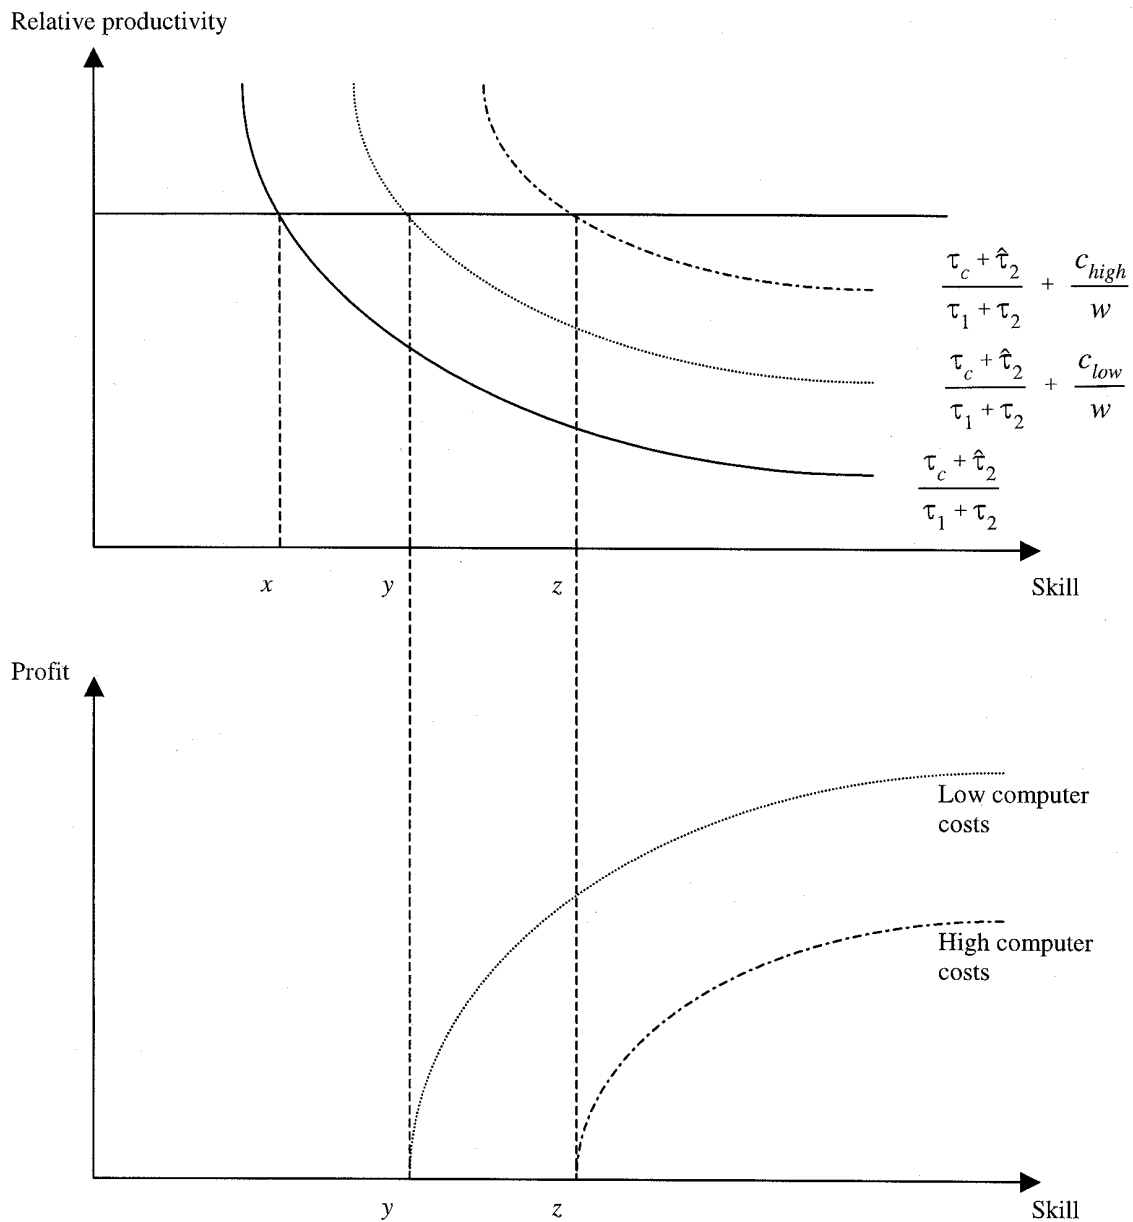 Relative productivity
τ_c + τ̂_2 / τ_1 + τ_2 + c_high / w
τ_c + τ̂_2 / τ_1 + τ_2 + c_low / w
τ_c + τ̂_2 / τ_1 + τ_2
x y z Skill
Profit
Low computer
costs
High computer
costs
y z Skill